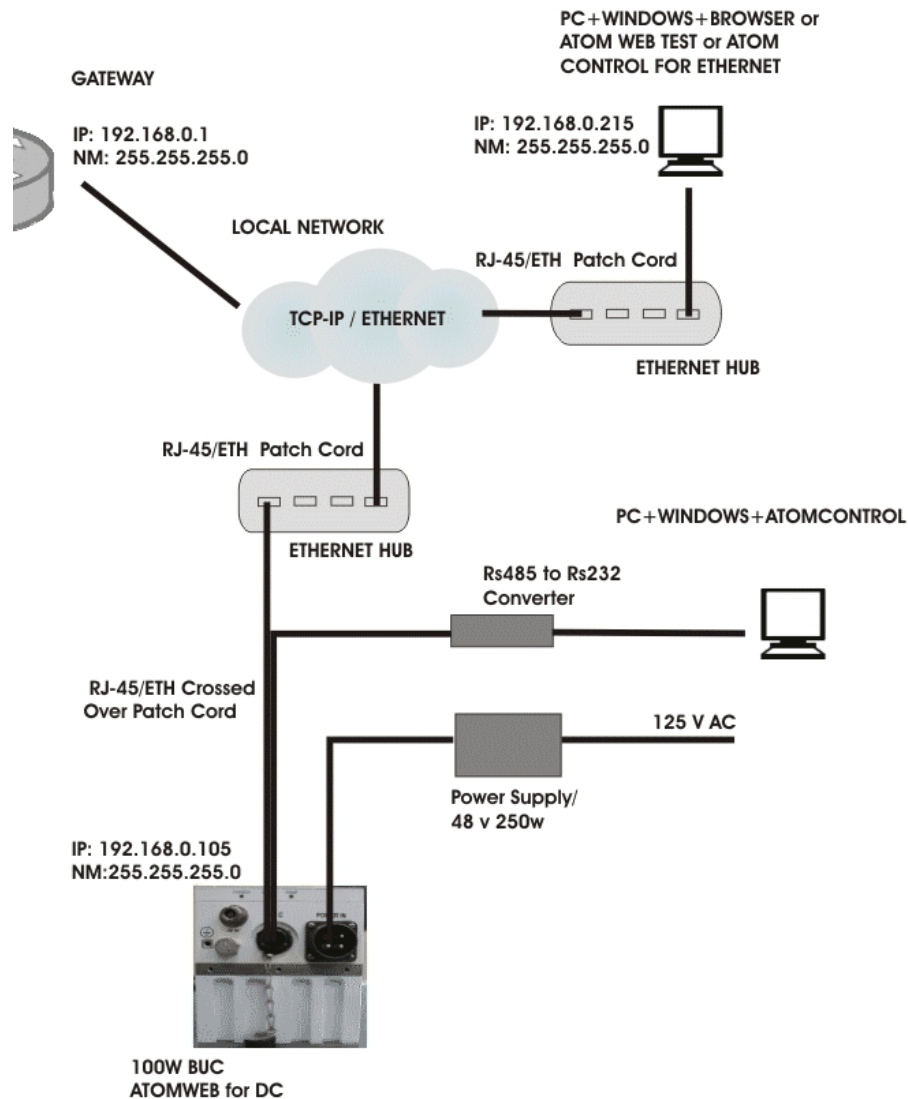 PC+WINDOWS+BROWSER or
ATOM WEB TEST or ATOM
CONTROL FOR ETHERNET
GATEWAY
IP: 192.168.0.1
NM: 255.255.255.0
IP: 192.168.0.215
NM: 255.255.255.0
LOCAL NETWORK
RJ-45/ETH Patch Cord
TCP-IP / ETHERNET
ETHERNET HUB
RJ-45/ETH Patch Cord
ETHERNET HUB
PC+WINDOWS+ATOMCONTROL
Rs485 to Rs232
Converter
RJ-45/ETH Crossed
Over Patch Cord
125 V AC
Power Supply/
48 v 250w
IP: 192.168.0.105
NM:255.255.255.0
POWER IN
100W BUC
ATOMWEB for DC